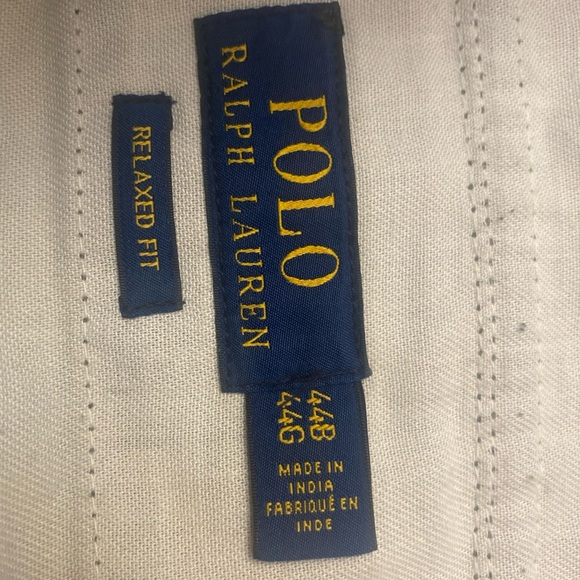 POLO
RALPH LAUREN
RELAXED FIT
44B
44G
MADE IN
INDIA
FABRIQUÉ EN
INDE